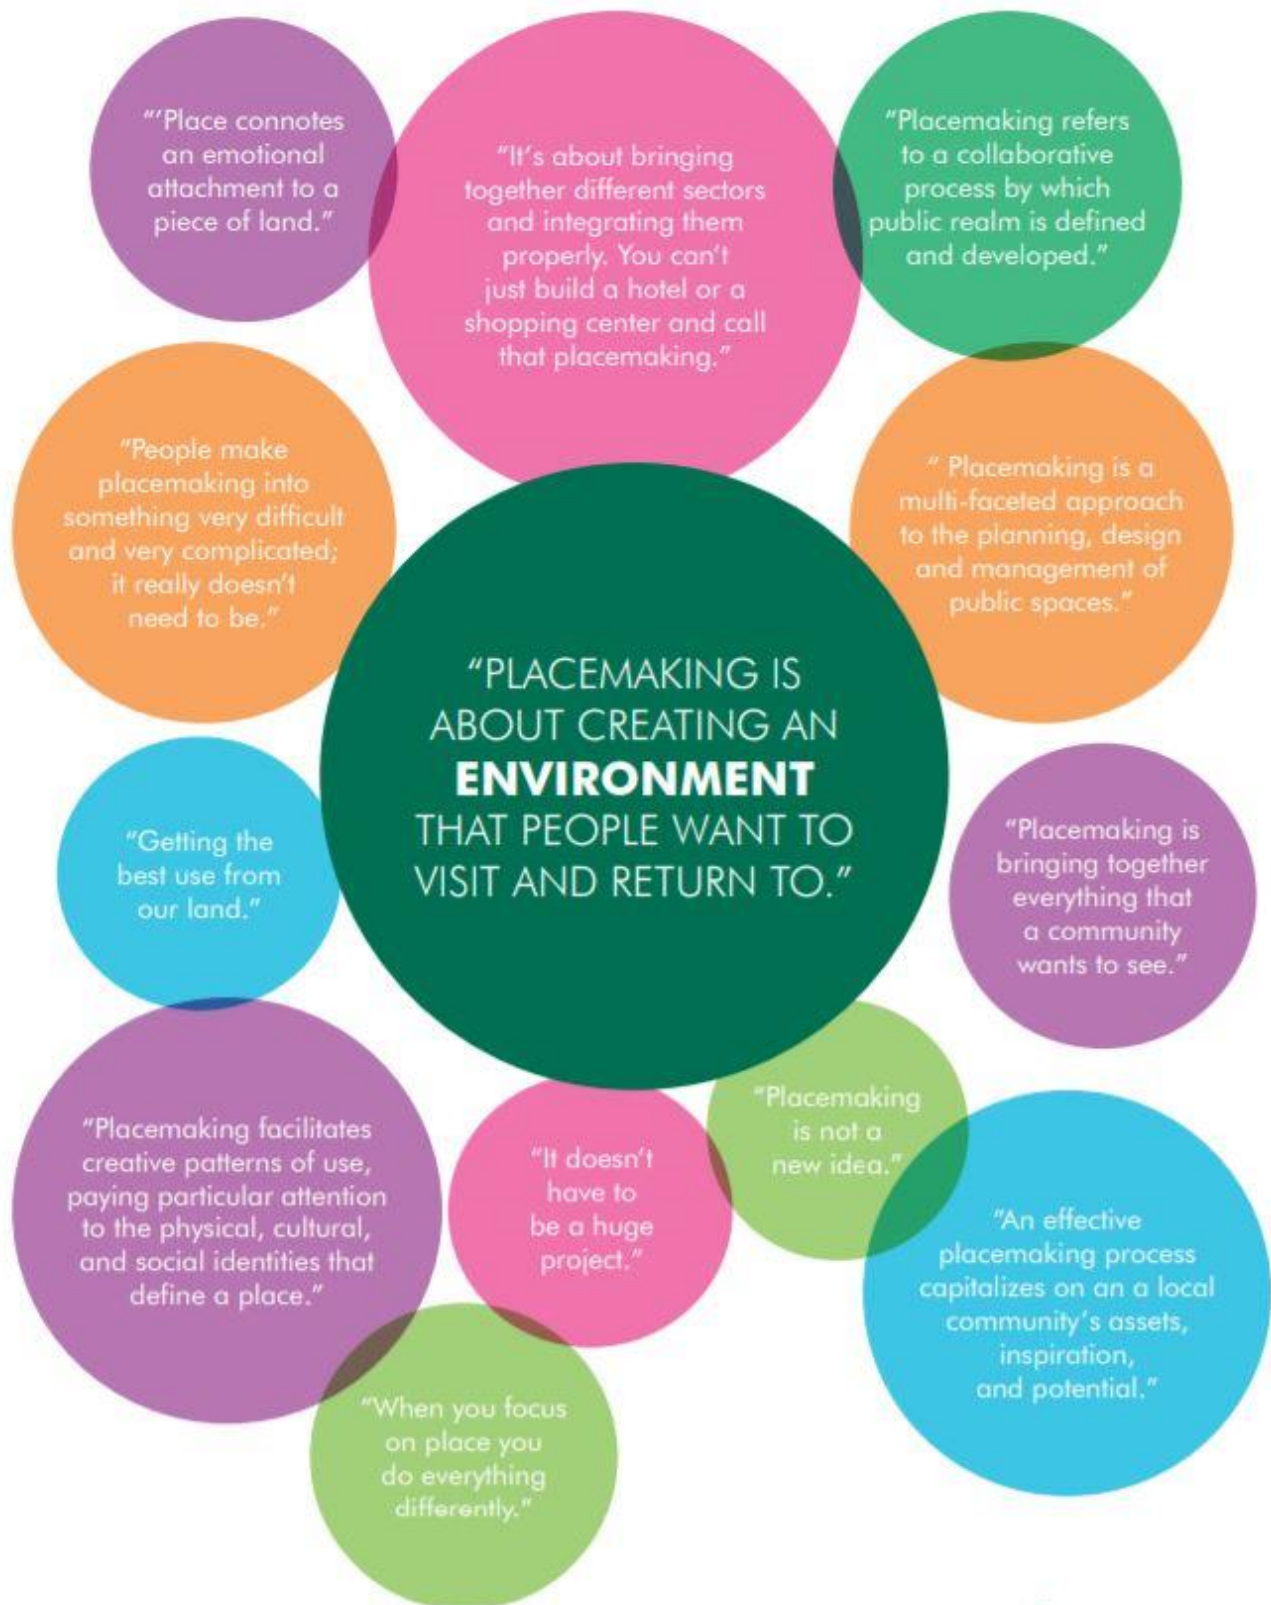 “‘Place connotes
an emotional
attachment to a
piece of land.”
“It’s about bringing
together different sectors
and integrating them
properly. You can’t
just build a hotel or a
shopping center and call
that placemaking.”
“Placemaking refers
to a collaborative
process by which
public realm is defined
and developed.”
“People make
placemaking into
something very difficult
and very complicated;
it really doesn’t
need to be.”
“ Placemaking is a
multi-faceted approach
to the planning, design
and management of
public spaces.”
“PLACEMAKING IS
ABOUT CREATING AN
ENVIRONMENT
THAT PEOPLE WANT TO
VISIT AND RETURN TO.”
“Getting the
best use from
our land.”
“Placemaking is
bringing together
everything that
a community
wants to see.”
“Placemaking facilitates
creative patterns of use,
paying particular attention
to the physical, cultural,
and social identities that
define a place.”
“It doesn’t
have to
be a huge
project.”
“Placemaking
is not a
new idea.”
“An effective
placemaking process
capitalizes on an a local
community’s assets,
inspiration,
and potential.”
“When you focus
on place you
do everything
differently.”